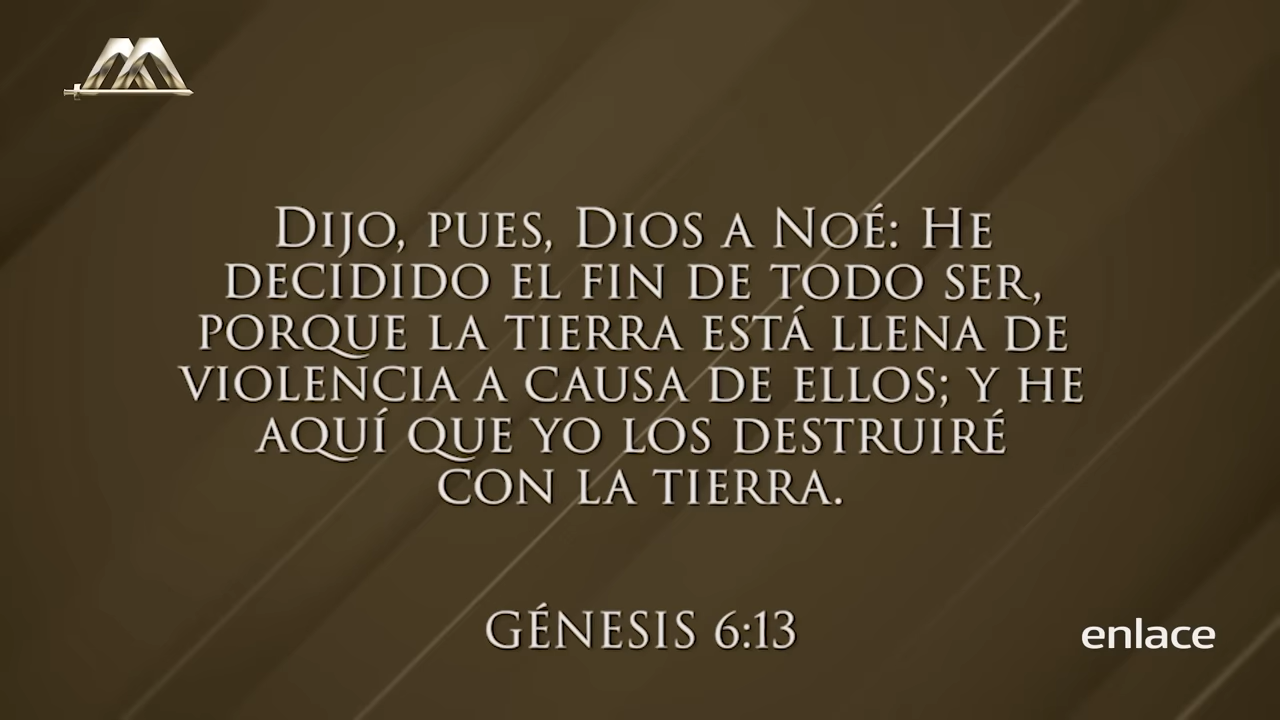 Dijo, pues, Dios a Noé: He
decidido el fin de todo ser,
porque la tierra está llena de
violencia a causa de ellos; y he
aquí que yo los destruiré
con la tierra.
GÉNESIS 6:13
enlace